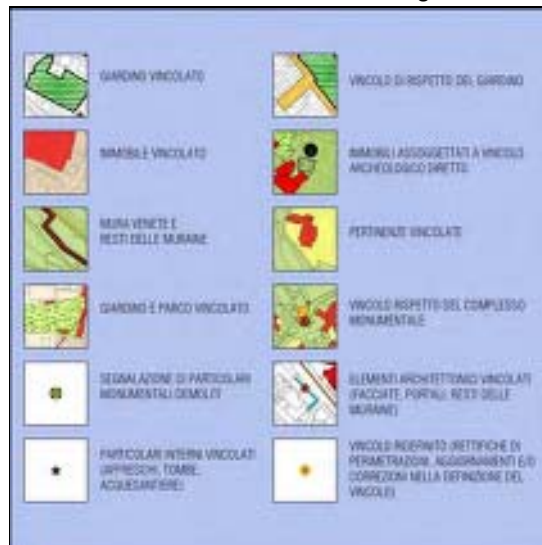 GIARDINO VINCOLATO
VINCOLO DI RISPETTO DEL GIARDINO
IMMOBILE VINCOLATO
IMMOBILI ASSOGGETTATI A VINCOLO
ARCHEOLOGICO DIRETTO
MURA VENETE E
RESTI DELLE MURAINE
PERTINENZE VINCOLATE
GIARDINO E PARCO VINCOLATO
VINCOLO RISPETTO DEL COMPLESSO
MONUMENTALE
SEGNALAZIONE DI PARTICOLARI
MONUMENTALI DEMOLITI
ELEMENTI ARCHITETTONICI VINCOLATI
(FACCIATE, PORTALI, RESTI DELLE
MURAINE)
PARTICOLARI INTERNI VINCOLATI
(AFFRESCHI, TOMBE,
ACQUESANTIERE)
VINCOLO RIDEFINITO (RETTIFICHE DI
PERIMETRAZIONI, AGGIORNAMENTI E/O
CORREZIONI NELLA DEFINIZIONE DEL
VINCOLO)